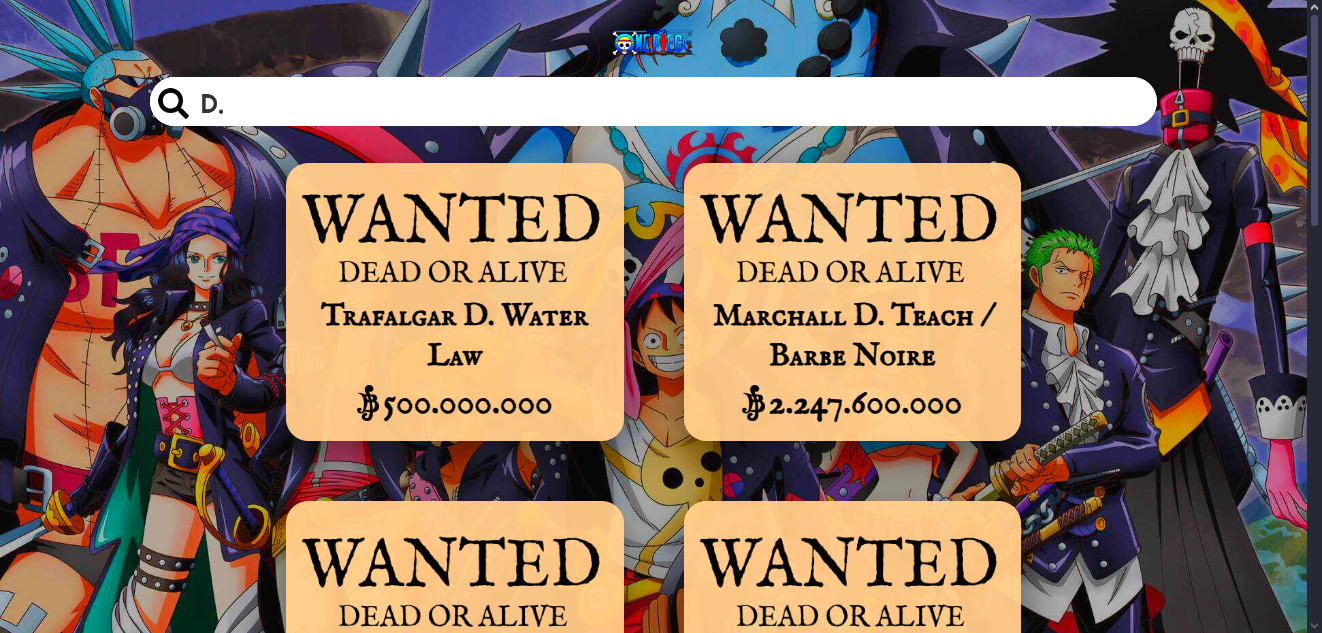 ONE PIECE
D.
WANTED
DEAD OR ALIVE
Trafalgar D. Water
Law
฿500.000.000
WANTED
DEAD OR ALIVE
Marchall D. Teach /
Barbe Noire
฿2.247.600.000
WANTED
DEAD OR ALIVE
WANTED
DEAD OR ALIVE